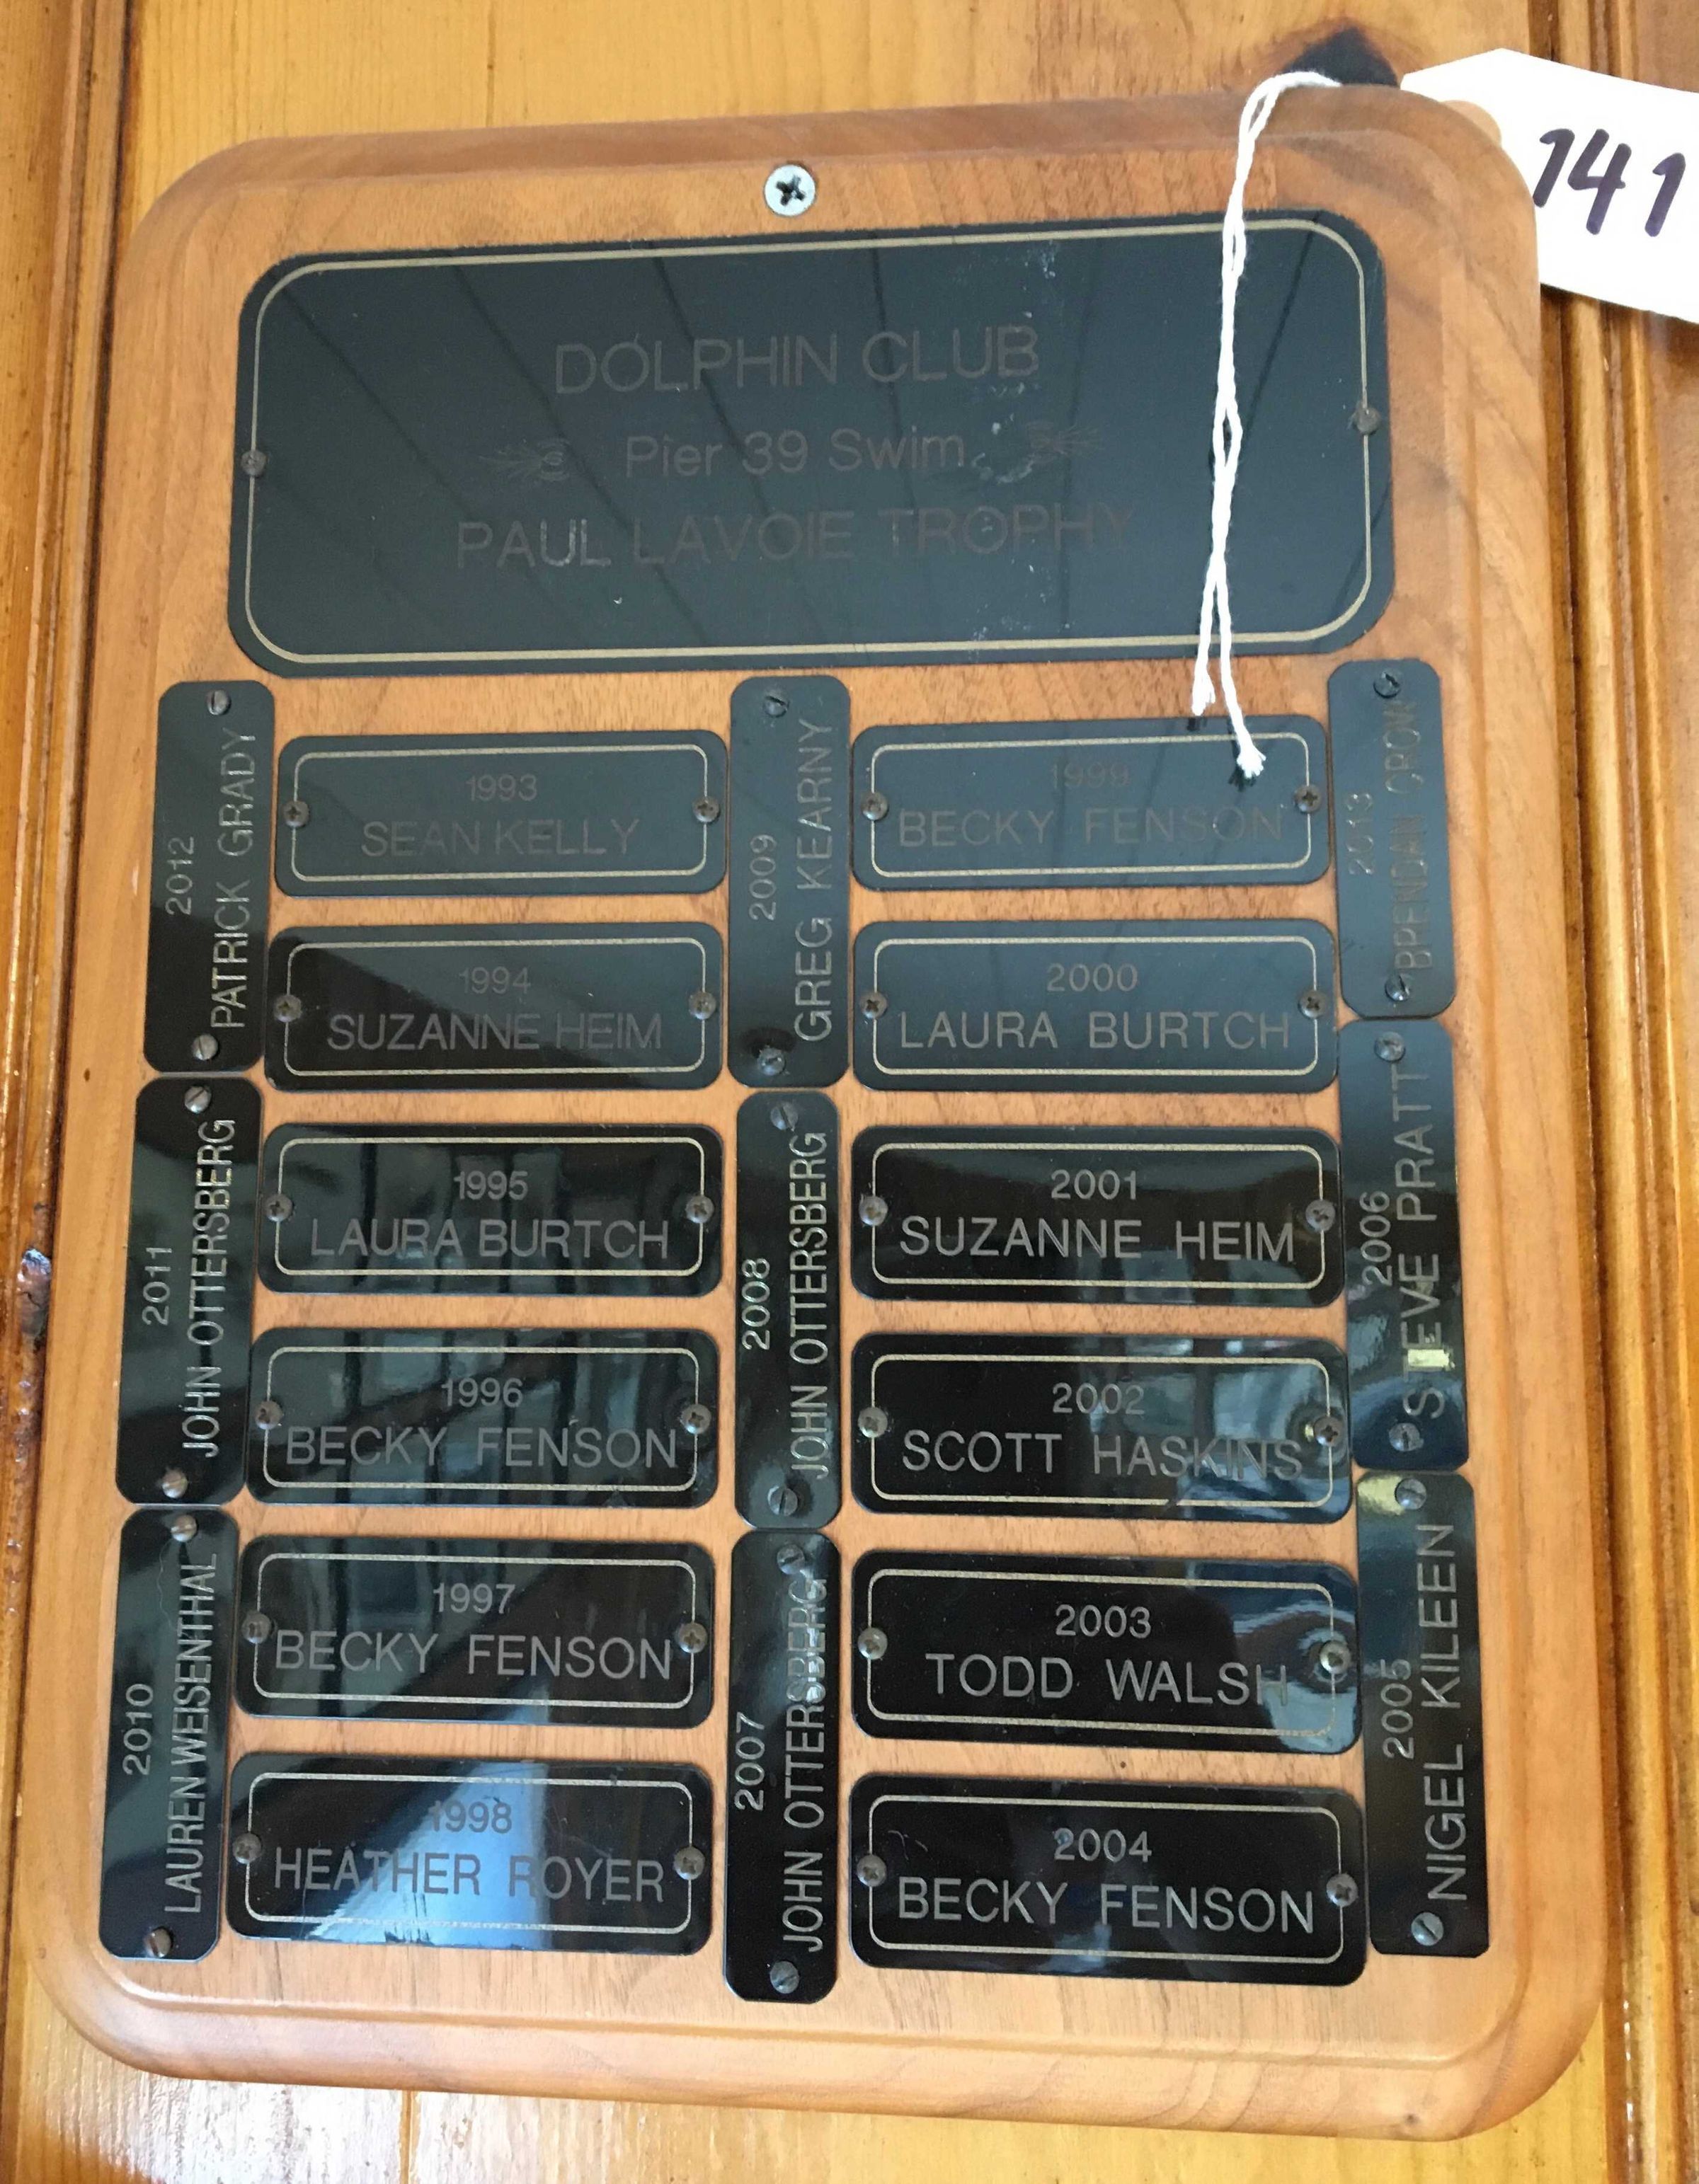 141
DOLPHIN CLUB
Pier 39 Swim
PAUL LAVOIE TROPHY
2012
PATRICK GRADY
2011
JOHN OTTERSBERG
2010
LAUREN WEISENTHAL
1993
SEAN KELLY
1994
SUZANNE HEIM
1995
LAURA BURTCH
1996
BECKY FENSON
1997
BECKY FENSON
1998
HEATHER ROYER
2009
GREG KEARNY
2008
JOHN OTTERSBERG
2007
JOHN OTTERSBERG
1999
BECKY FENSON
2000
LAURA BURTCH
2001
SUZANNE HEIM
2002
SCOTT HASKINS
2003
TODD WALSH
2004
BECKY FENSON
2013
BRENDAN CROW
2006
STEVE PRATT
2005
NIGEL KILEEN